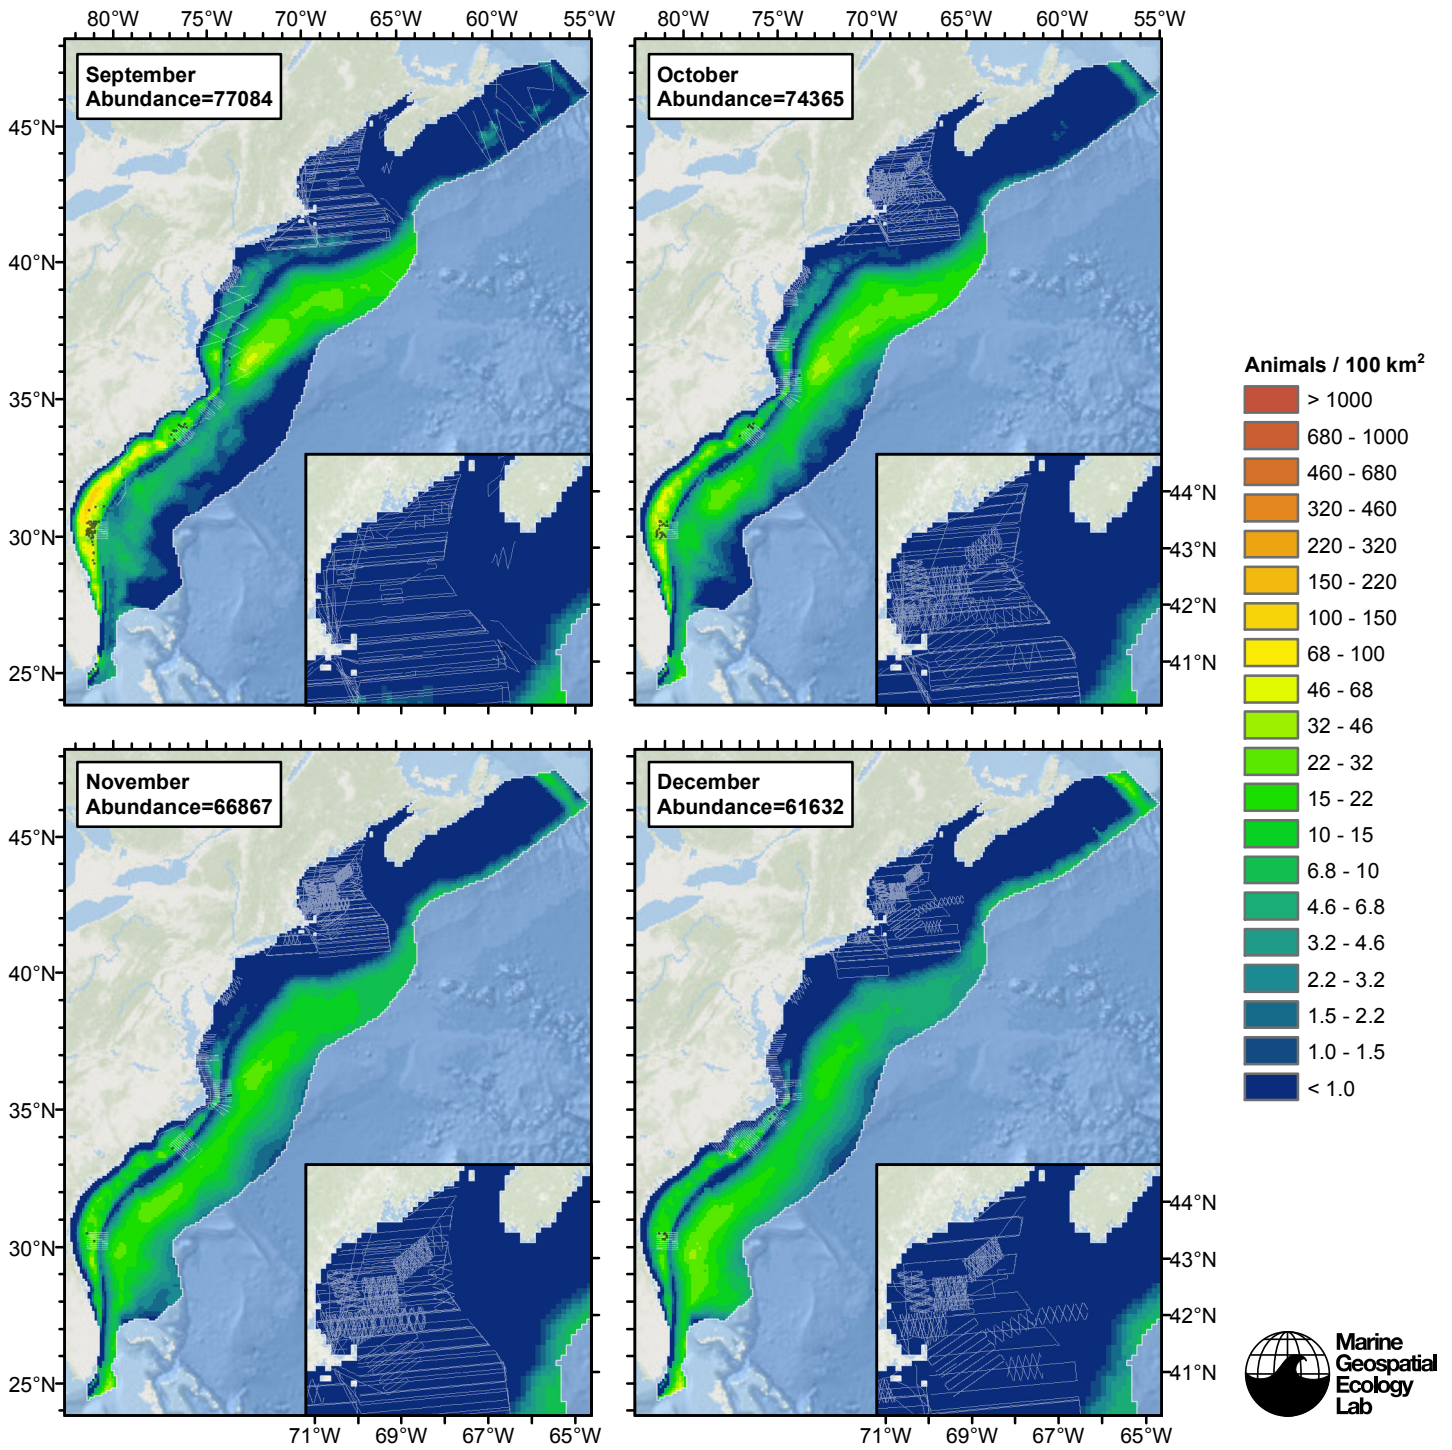 80°W 75°W 70°W 65°W 60°W 55°W
80°W 75°W 70°W 65°W 60°W 55°W
September
Abundance=77084
October
Abundance=74365
45°N
40°N
35°N
30°N
25°N
44°N
43°N
42°N
41°N
November
Abundance=66867
December
Abundance=61632
45°N
40°N
35°N
30°N
25°N
44°N
43°N
42°N
41°N
71°W 69°W 67°W 65°W
71°W 69°W 67°W 65°W
Animals / 100 km²
> 1000
680 - 1000
460 - 680
320 - 460
220 - 320
150 - 220
100 - 150
68 - 100
46 - 68
32 - 46
22 - 32
15 - 22
10 - 15
6.8 - 10
4.6 - 6.8
3.2 - 4.6
2.2 - 3.2
1.5 - 2.2
1.0 - 1.5
< 1.0
Marine
Geospatial
Ecology
Lab